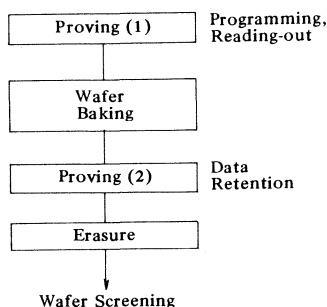 Proving (1)
Programming,
Reading-out
Wafer
Baking
Proving (2)
Data
Retention
Erasure
Wafer Screening